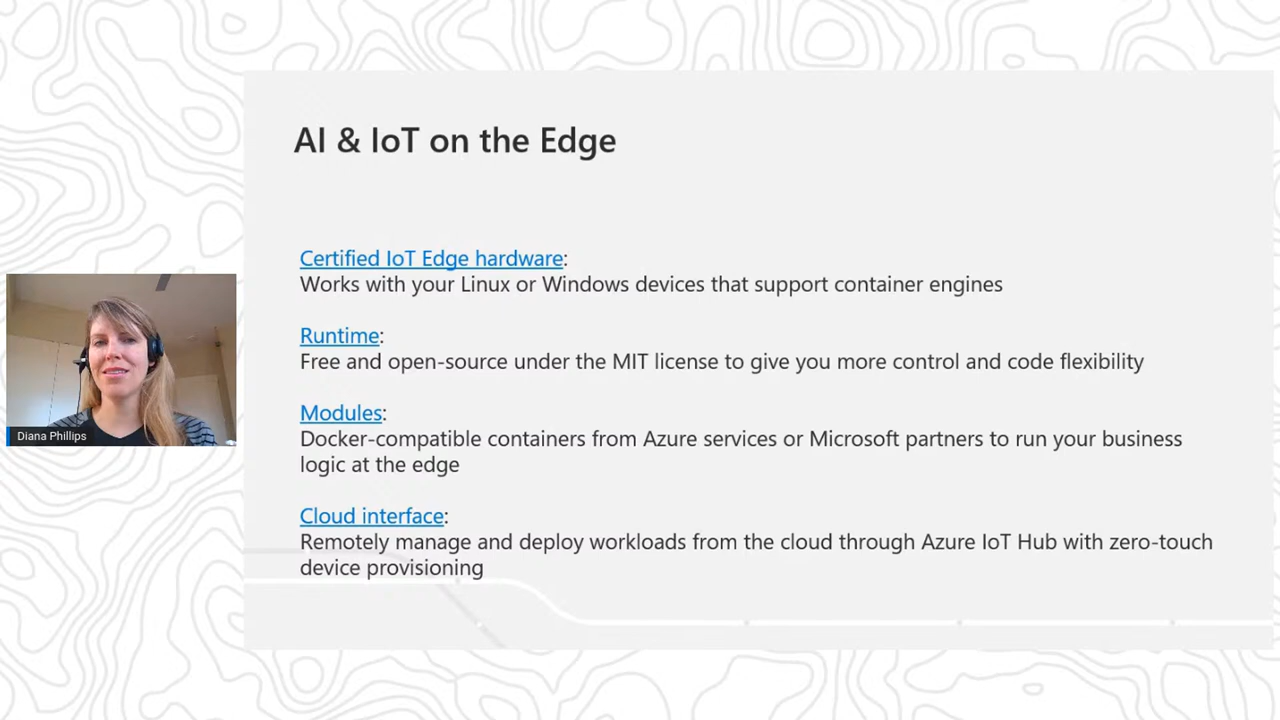 AI & IoT on the Edge
Certified IoT Edge hardware:
Works with your Linux or Windows devices that support container engines
Runtime:
Free and open-source under the MIT license to give you more control and code flexibility
Modules:
Docker-compatible containers from Azure services or Microsoft partners to run your business
logic at the edge
Cloud interface:
Remotely manage and deploy workloads from the cloud through Azure IoT Hub with zero-touch
device provisioning
Diana Phillips